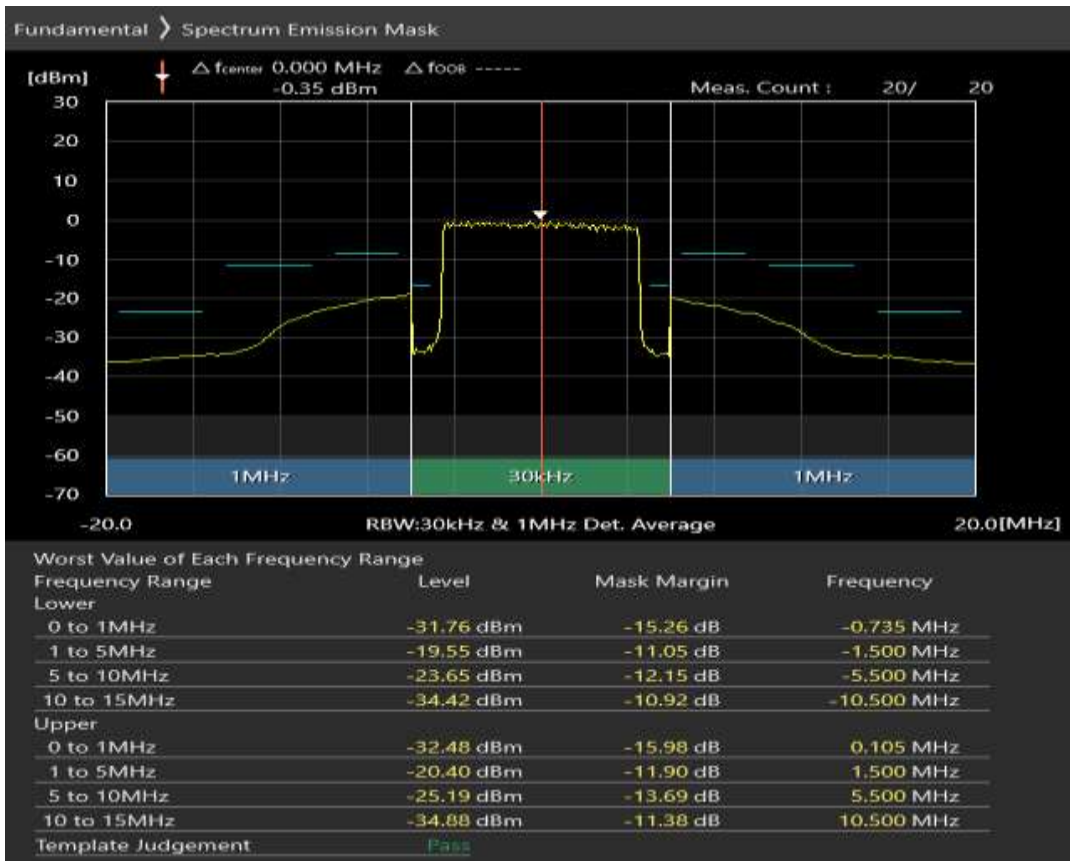 Fundamental 〉 Spectrum Emission Mask
[dBm] △ fcenter 0.000 MHz △ fOOB -----
-0.35 dBm Meas. Count : 20/ 20
30
20
10
0
-10
-20
-30
-40
-50
-60
1MHz 30kHz 1MHz
-70
-20.0 RBW:30kHz & 1MHz Det. Average 20.0[MHz]
Worst Value of Each Frequency Range
Frequency Range Level Mask Margin Frequency
Lower
0 to 1MHz -31.76 dBm -15.26 dB -0.735 MHz
1 to 5MHz -19.55 dBm -11.05 dB -1.500 MHz
5 to 10MHz -23.65 dBm -12.15 dB -5.500 MHz
10 to 15MHz -34.42 dBm -10.92 dB -10.500 MHz
Upper
0 to 1MHz -32.48 dBm -15.98 dB 0.105 MHz
1 to 5MHz -20.40 dBm -11.90 dB 1.500 MHz
5 to 10MHz -25.19 dBm -13.69 dB 5.500 MHz
10 to 15MHz -34.88 dBm -11.38 dB 10.500 MHz
Template Judgement Pass